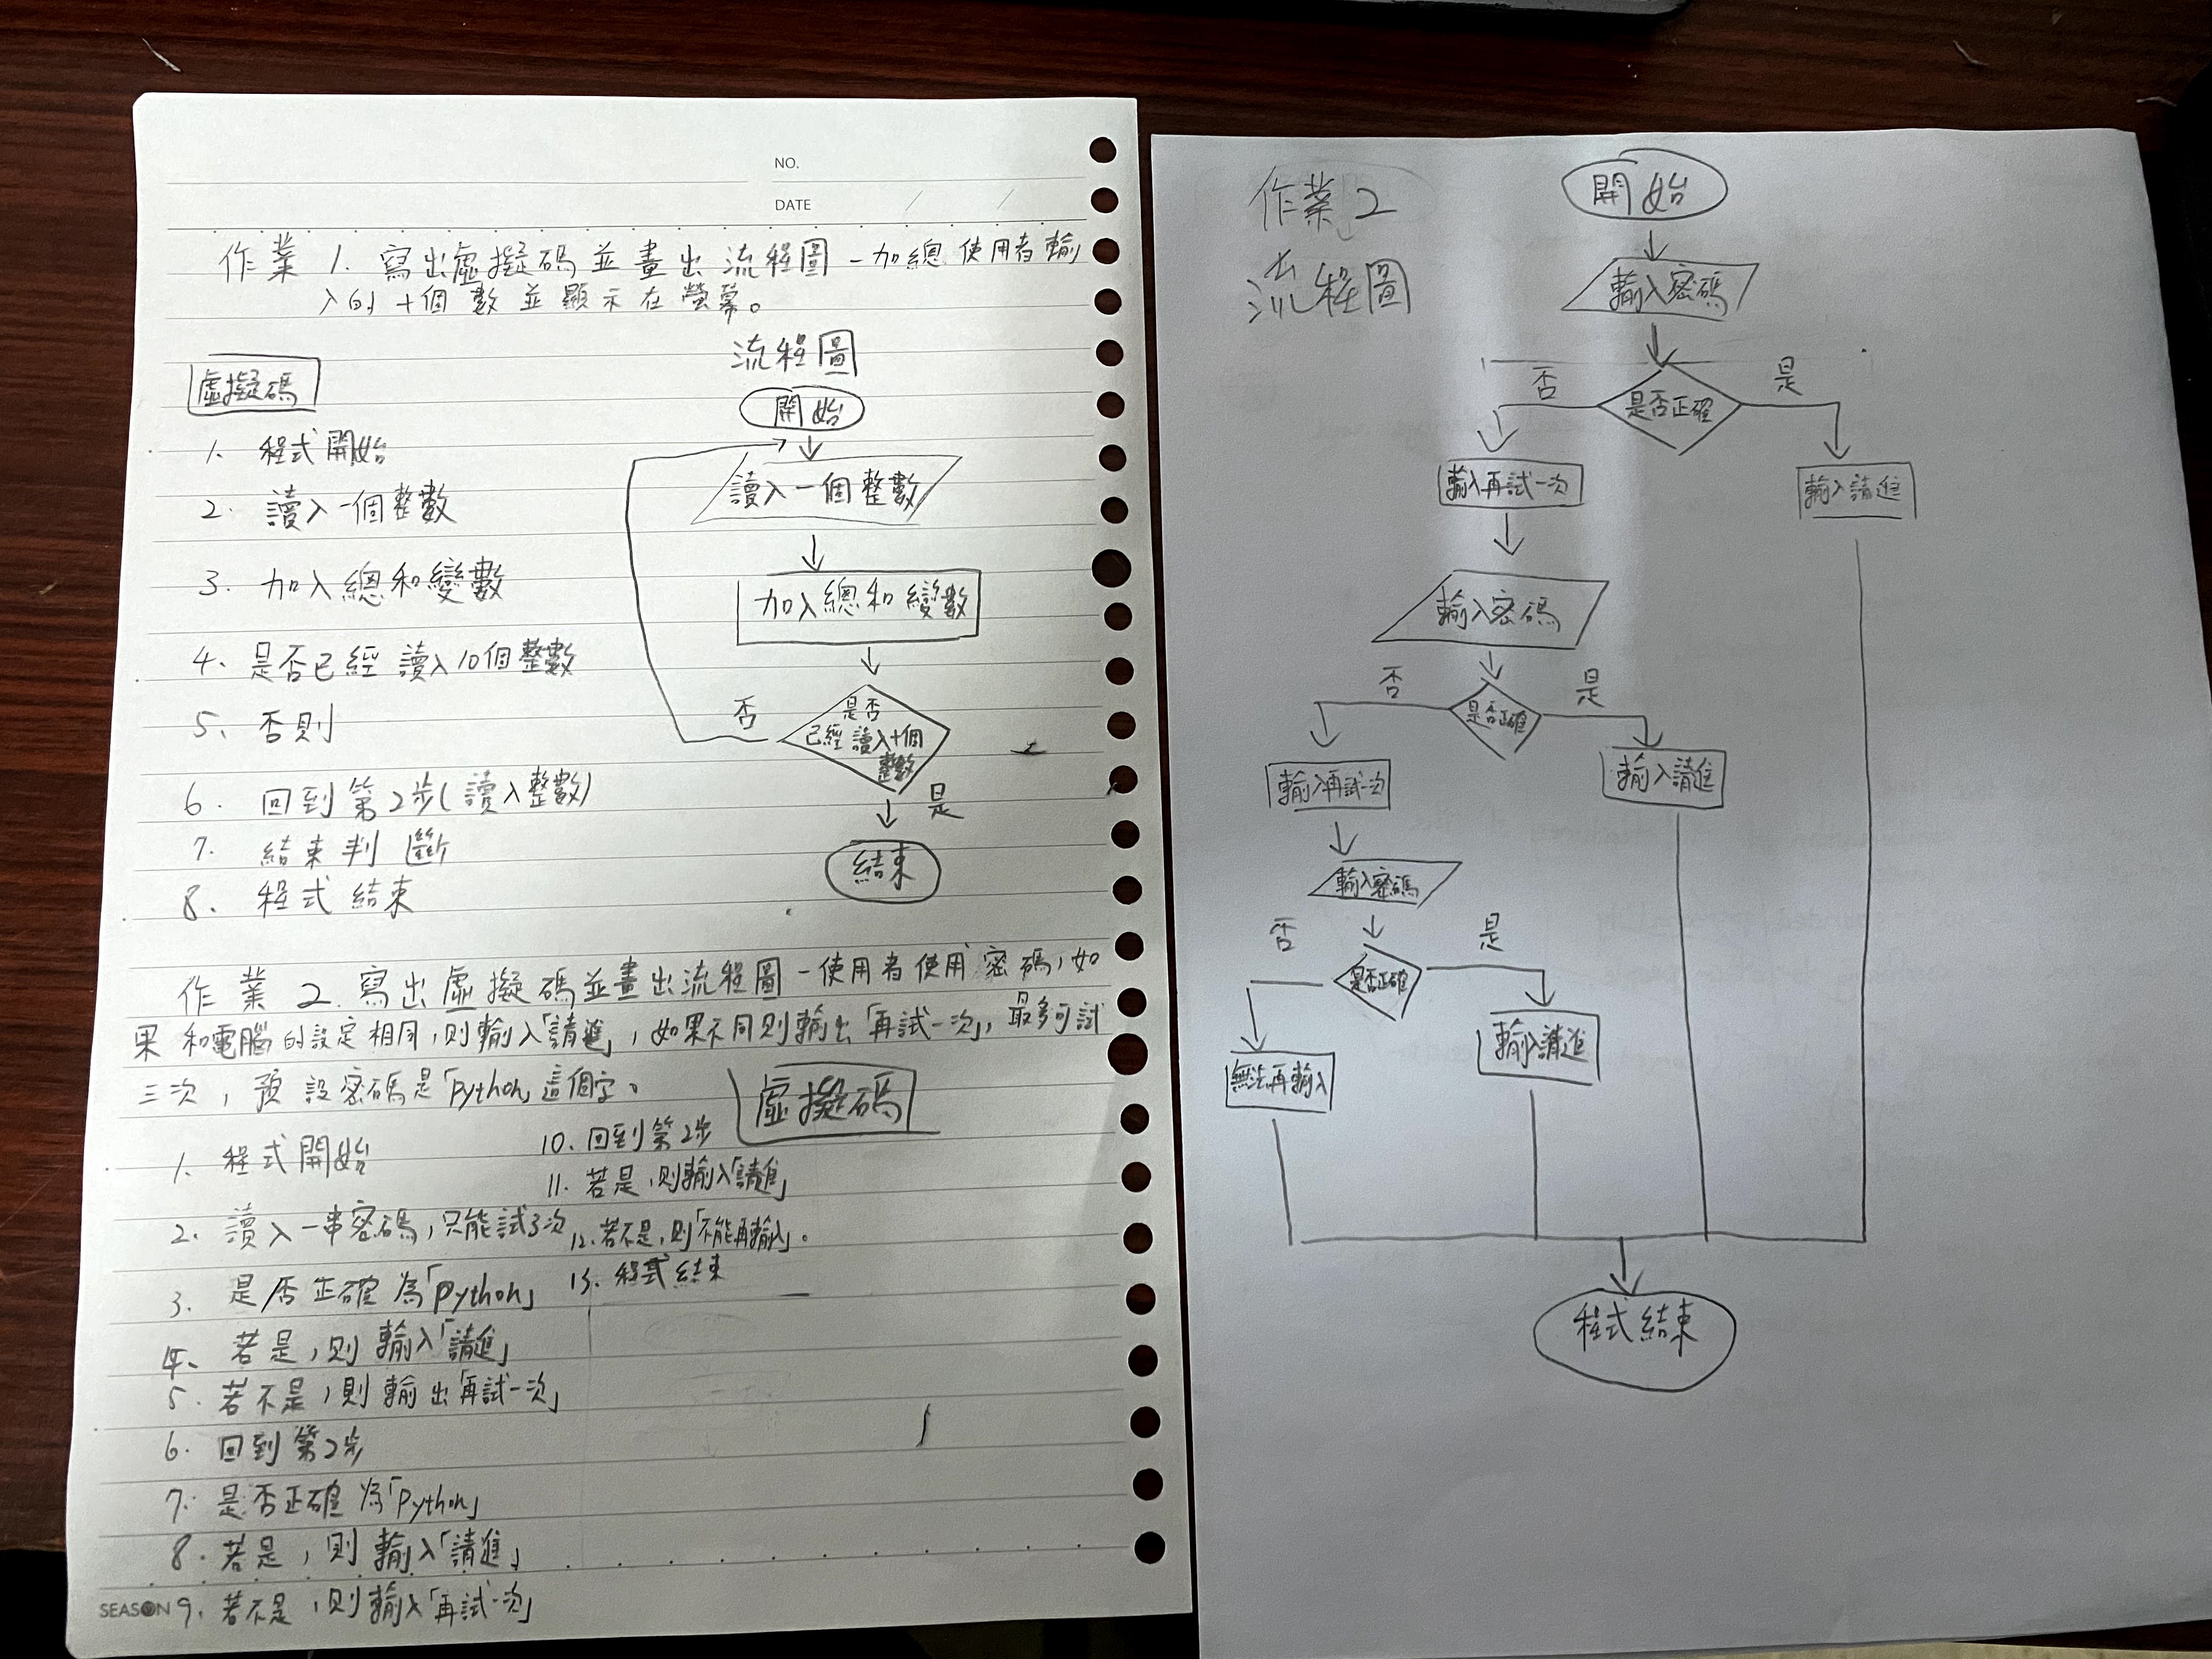 NO.
DATE
作業 1. 寫出虛擬碼並畫出流程圖-加總使用者輸
入的十個數並顯示在螢幕。
虛擬碼
1. 程式開始
2. 讀入一個整數
3. 加入總和變數
4、是否已經讀入10個整數
5、否則
6. 回到第2步(讀入整數)
7. 結束判斷
8. 程式結束
流程圖
開始
讀入一個整數
加入總和變數
是否
已經讀入十個
整數
否
是
結束
作業 2. 寫出虛擬碼並畫出流程圖-使用者使用密碼,如
果和電腦的設定相同,則輸入「請進」,如果不同則輸出「再試一次」,最多可試
三次,預設密碼是「Python」這個字。
虛擬碼
1. 程式開始
2. 讀入一串密碼,只能試3次
3. 是否正確為「Python」
4、若是,則輸入「請進」
5. 若不是,則輸出「再試一次」
6. 回到第2步
7. 是否正確為「Python」
8. 若是,則輸入「請進」
9. 若不是,則輸入「再試一次」
10. 回到第2步
11. 若是,則輸入「請進」
12. 若不是,則「不能再輸入」。
13. 程式結束
SEASON
作業2
流程圖
開始
輸入密碼
否
是否正確
是
輸入再試一次
輸入請進
輸入密碼
否
是否正確
是
輸入再試一次
輸入請進
輸入密碼
否
是否正確
是
無法再輸入
輸入請進
程式結束